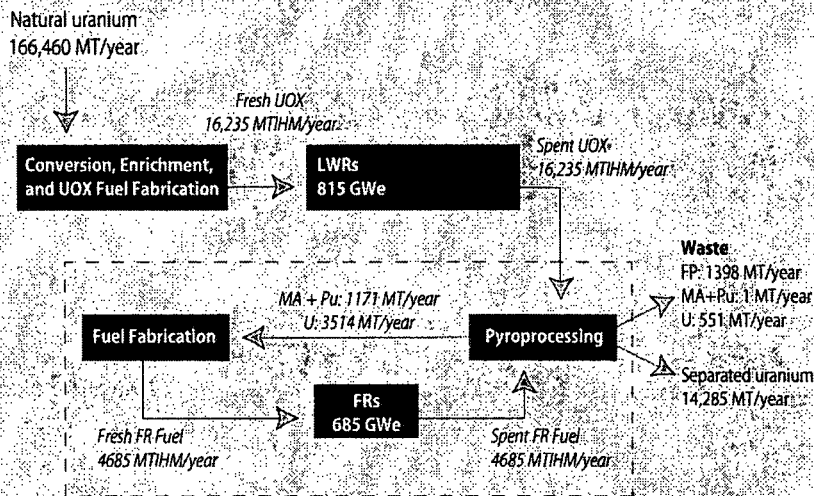 Natural uranium
166,460 MT/year
Fresh UOX
16,235 MTIHM/year
Conversion, Enrichment,
and UOX Fuel Fabrication
LWRs
815 GWe
Spent UOX
16,235 MTIHM/year
Waste
FP: 1398 MT/year
MA+Pu: 1 MT/year
U: 551 MT/year
MA + Pu: 1171 MT/year
U: 3514 MT/year
Fuel Fabrication
Pyroprocessing
Separated uranium
14,285 MT/year
FRs
685 GWe
Fresh FR Fuel
4685 MTIHM/year
Spent FR Fuel
4685 MTIHM/year